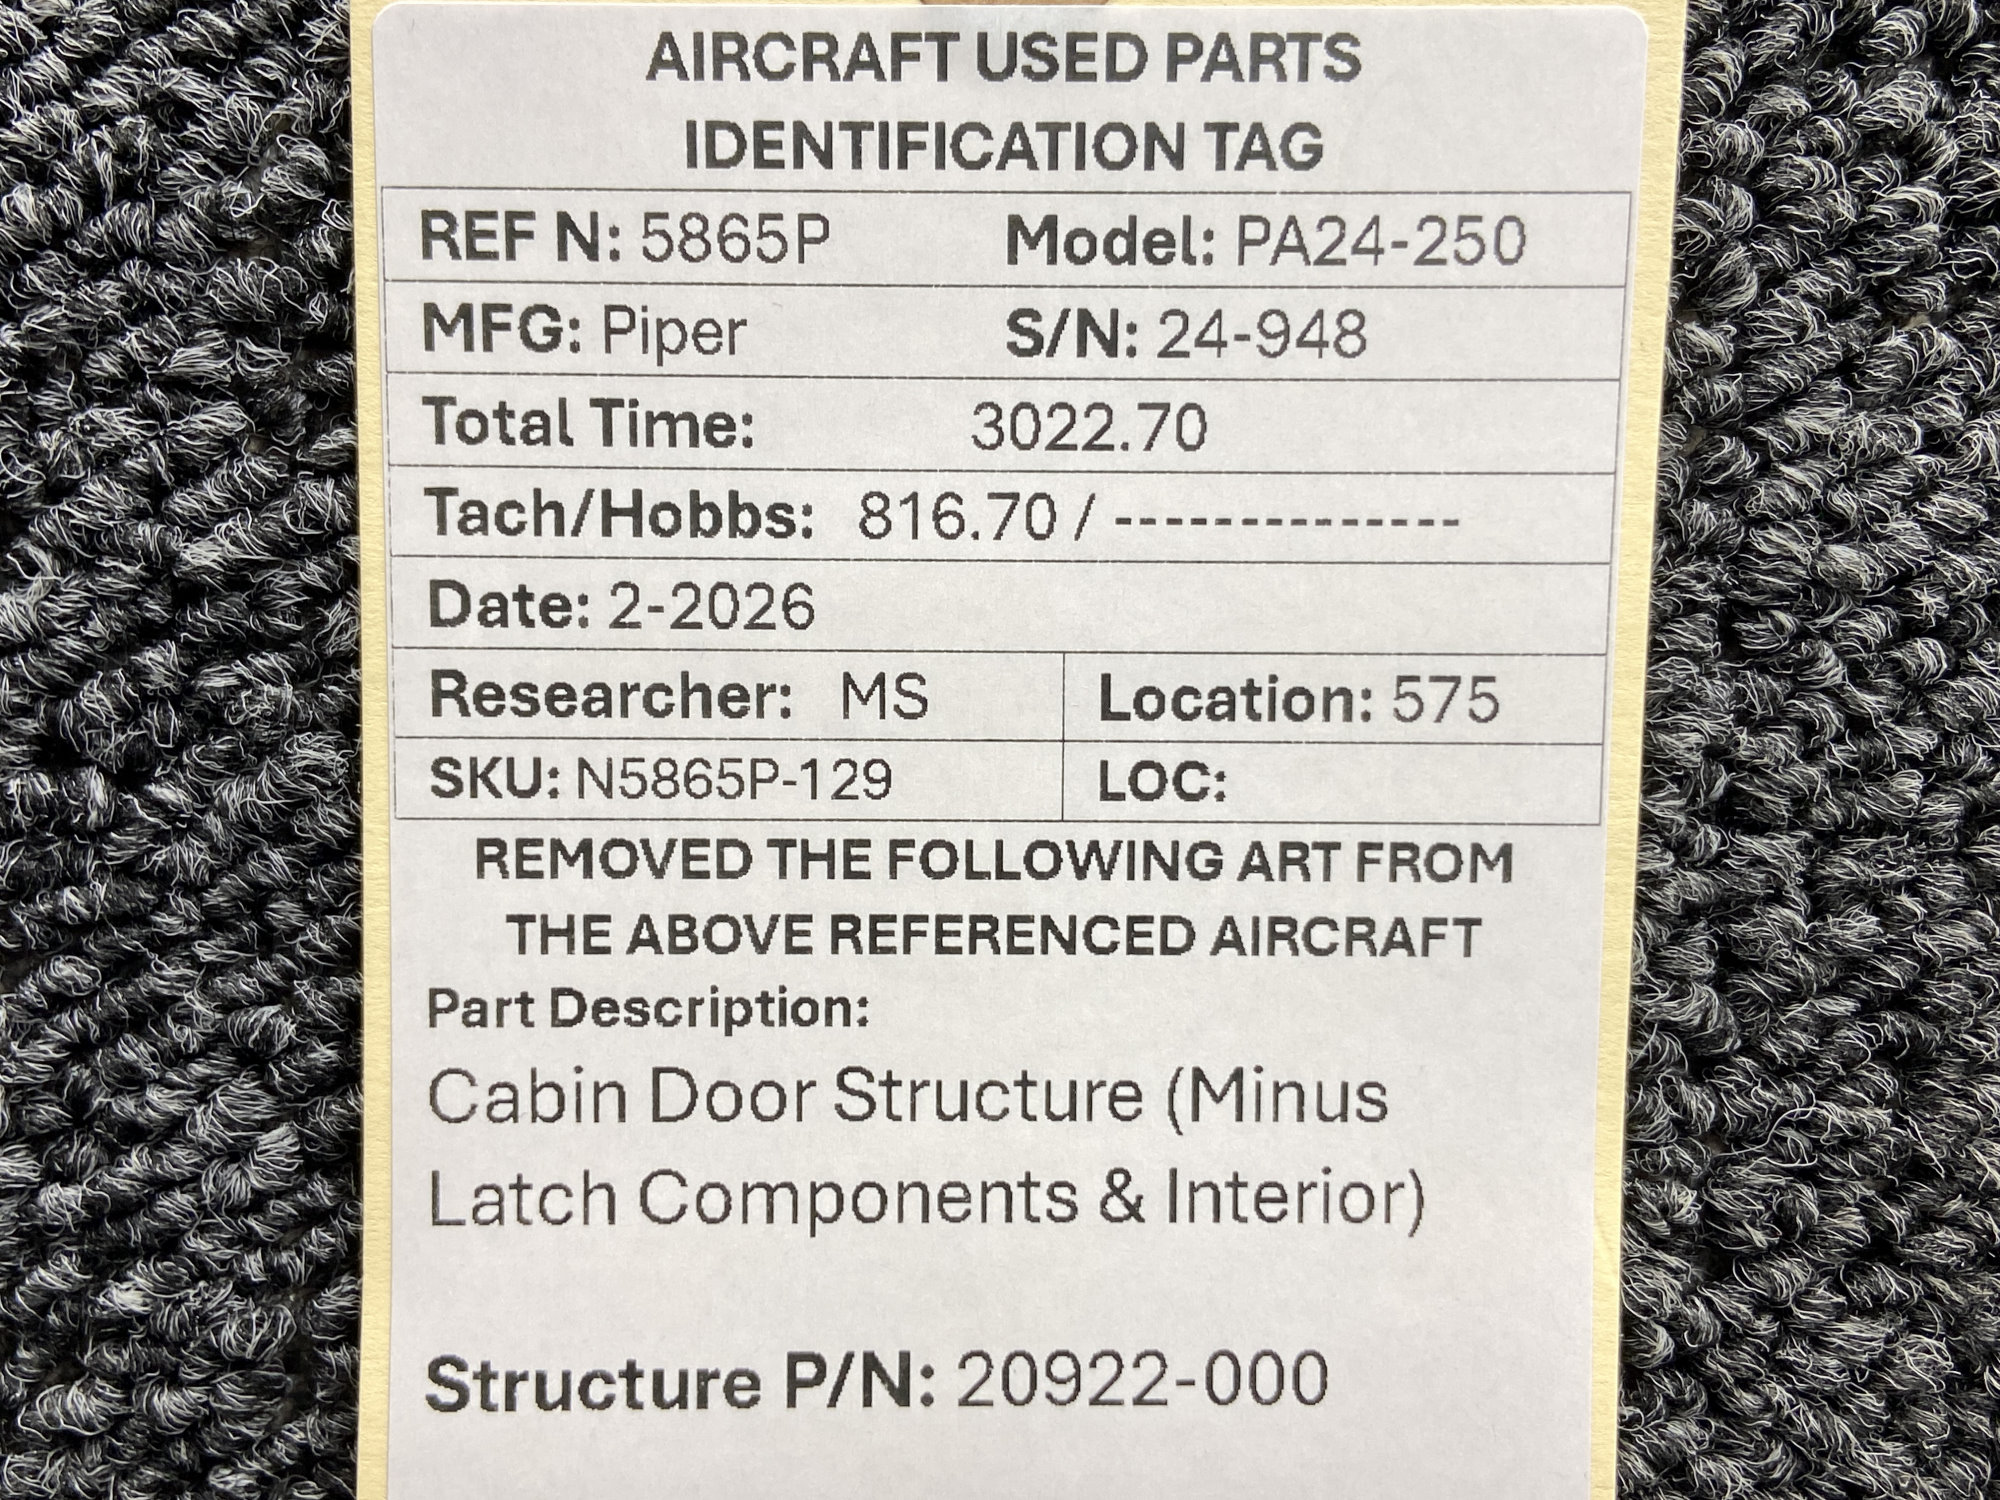 AIRCRAFT USED PARTS
IDENTIFICATION TAG
REF N: 5865P Model: PA24-250
MFG: Piper S/N: 24-948
Total Time: 3022.70
Tach/Hobbs: 816.70 / --------------
Date: 2-2026
Researcher: MS Location: 575
SKU: N5865P-129 LOC:
REMOVED THE FOLLOWING ART FROM
THE ABOVE REFERENCED AIRCRAFT
Part Description:
Cabin Door Structure (Minus
Latch Components & Interior)
Structure P/N: 20922-000